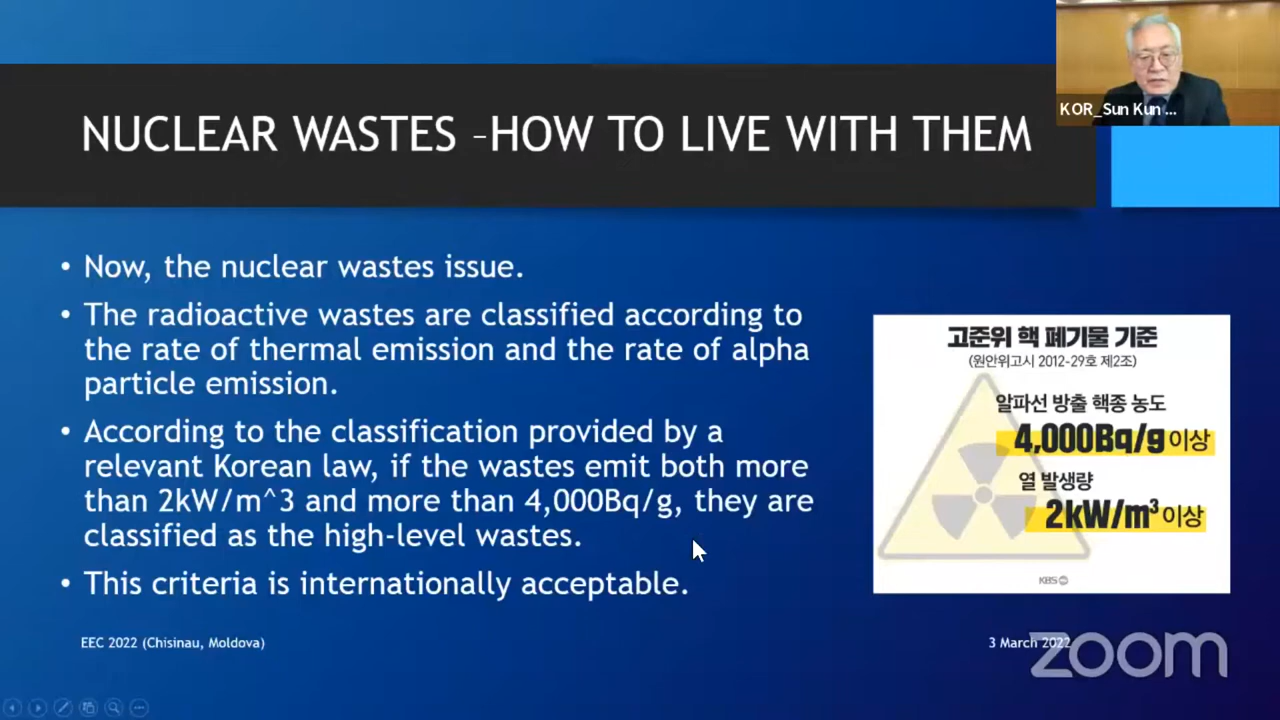 NUCLEAR WASTES –HOW TO LIVE WITH THEM
KOR_Sun Kun ...
• Now, the nuclear wastes issue.
• The radioactive wastes are classified according to
the rate of thermal emission and the rate of alpha
particle emission.
• According to the classification provided by a
relevant Korean law, if the wastes emit both more
than 2kW/m^3 and more than 4,000Bq/g, they are
classified as the high-level wastes.
• This criteria is internationally acceptable.
고준위 핵 폐기물 기준
(원안위고시 2012-29호 제2조)
알파선 방출 핵종 농도
4,000Bq/g 이상
열 발생량
2kW/m³ 이상
KBS
EEC 2022 (Chisinau, Moldova)
3 March 2022
zoom